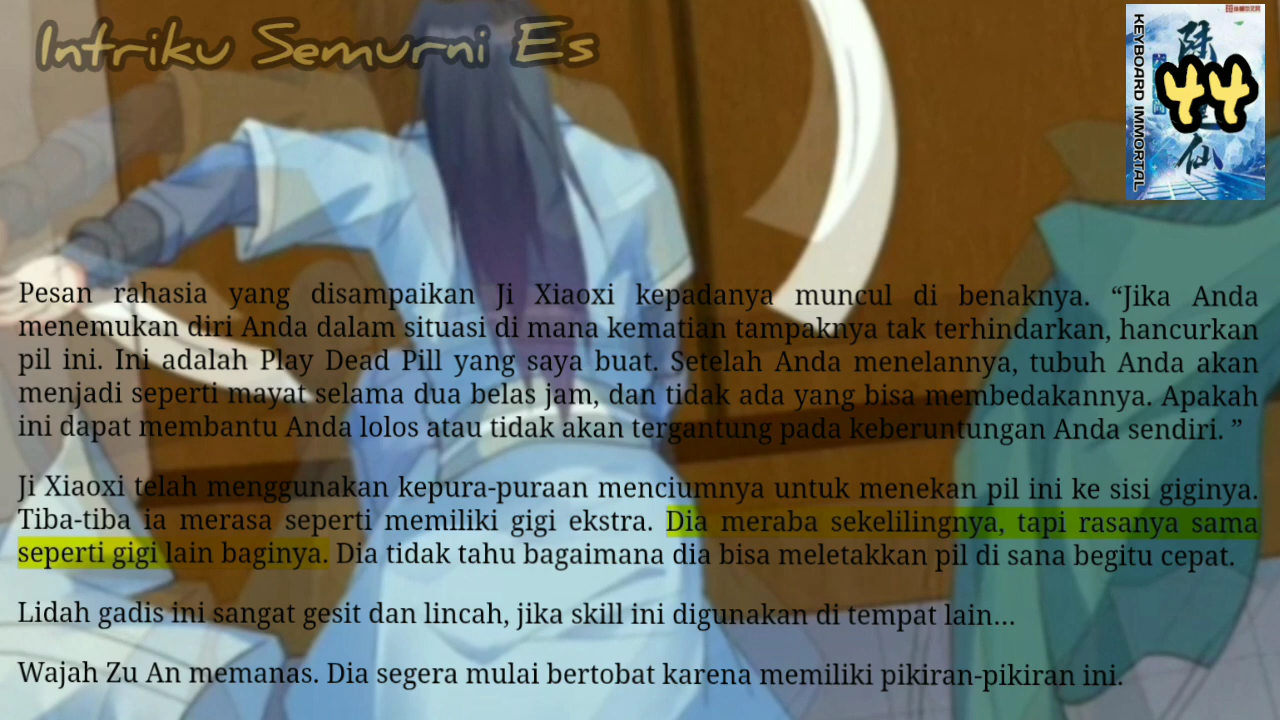 Intriku Semurni Es
KEYBOARD IMMORTAL
44
陆
仙
Pesan rahasia yang disampaikan Ji Xiaoxi kepadanya muncul di benaknya. “Jika Anda
menemukan diri Anda dalam situasi di mana kematian tampaknya tak terhindarkan, hancurkan
pil ini. Ini adalah Play Dead Pill yang saya buat. Setelah Anda menelannya, tubuh Anda akan
menjadi seperti mayat selama dua belas jam, dan tidak ada yang bisa membedakannya. Apakah
ini dapat membantu Anda lolos atau tidak akan tergantung pada keberuntungan Anda sendiri. ”
Ji Xiaoxi telah menggunakan kepura-puraan menciumnya untuk menekan pil ini ke sisi giginya.
Tiba-tiba ia merasa seperti memiliki gigi ekstra. Dia meraba sekelilingnya, tapi rasanya sama
seperti gigi lain baginya. Dia tidak tahu bagaimana dia bisa meletakkan pil di sana begitu cepat.
Lidah gadis ini sangat gesit dan lincah, jika skill ini digunakan di tempat lain...
Wajah Zu An memanas. Dia segera mulai bertobat karena memiliki pikiran-pikiran ini.